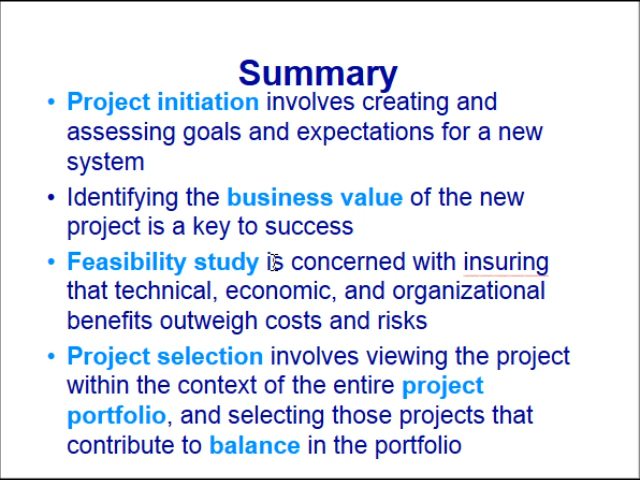 Summary
• Project initiation involves creating and
assessing goals and expectations for a new
system
• Identifying the business value of the new
project is a key to success
• Feasibility study is concerned with insuring
that technical, economic, and organizational
benefits outweigh costs and risks
• Project selection involves viewing the project
within the context of the entire project
portfolio, and selecting those projects that
contribute to balance in the portfolio